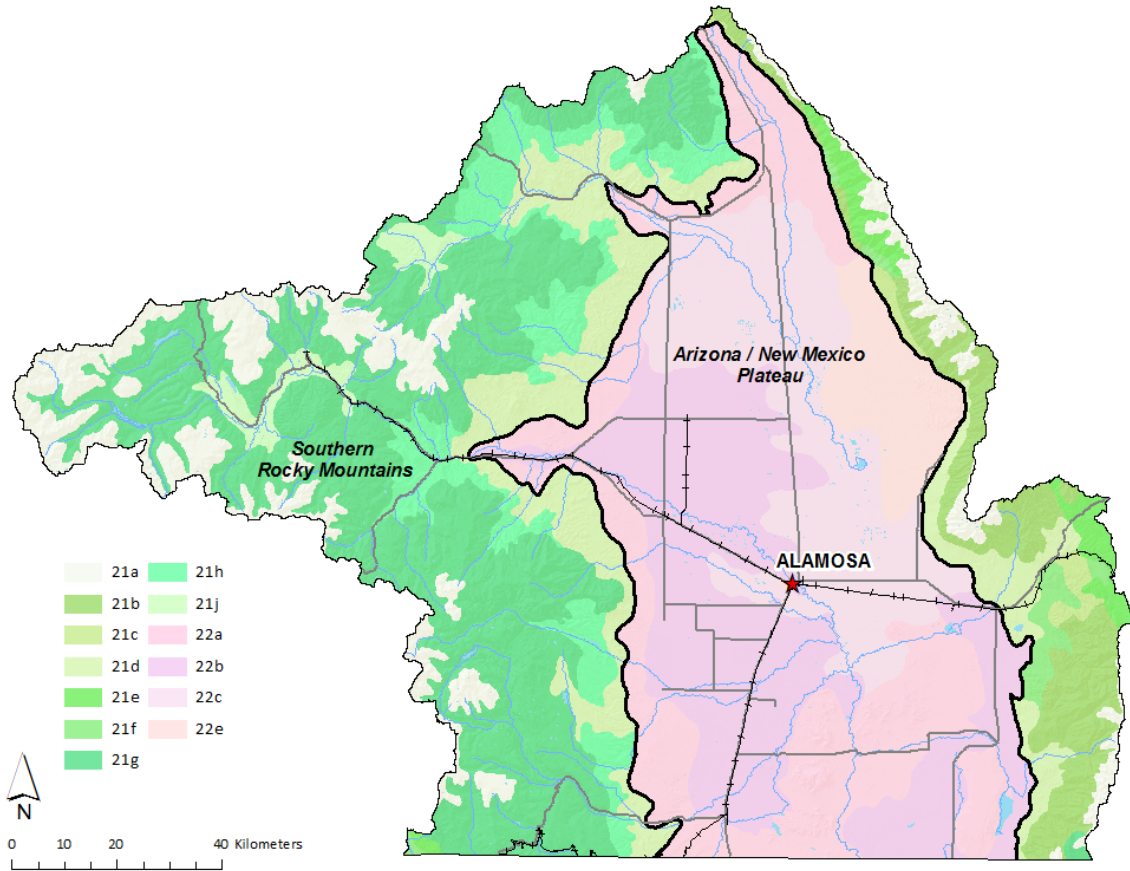 Arizona / New Mexico
Plateau
Southern
Rocky Mountains
ALAMOSA
21a 21h
21b 21j
21c 22a
21d 22b
21e 22c
21f 22e
21g
N
0 10 20 40 Kilometers